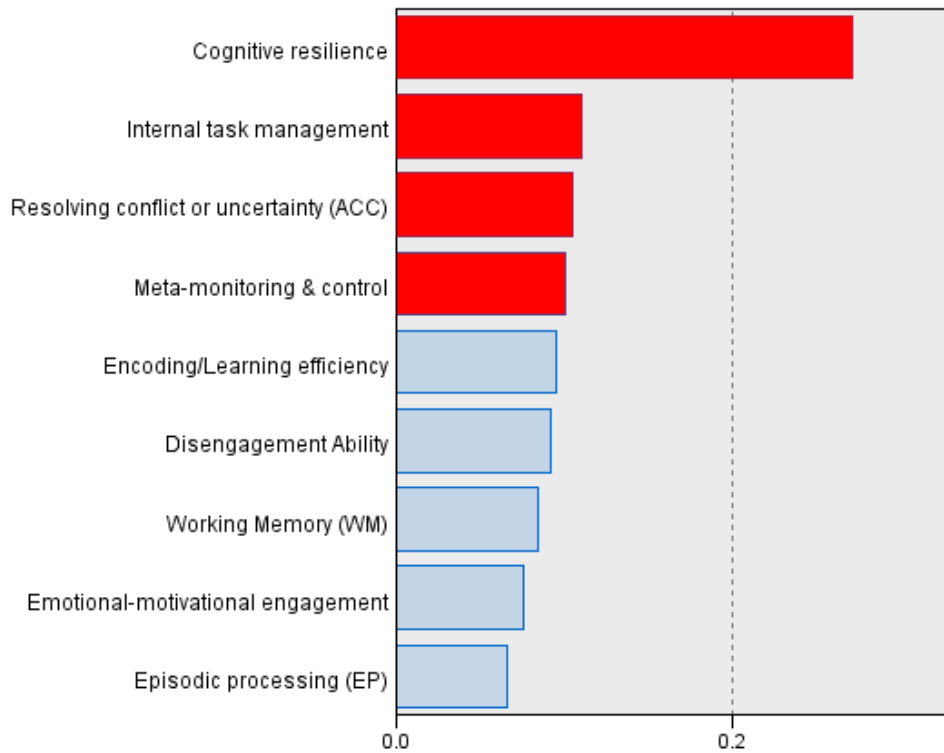 Cognitive resilience
Internal task management
Resolving conflict or uncertainty (ACC)
Meta-monitoring & control
Encoding/Learning efficiency
Disengagement Ability
Working Memory (WM)
Emotional-motivational engagement
Episodic processing (EP)
0.0 0.2